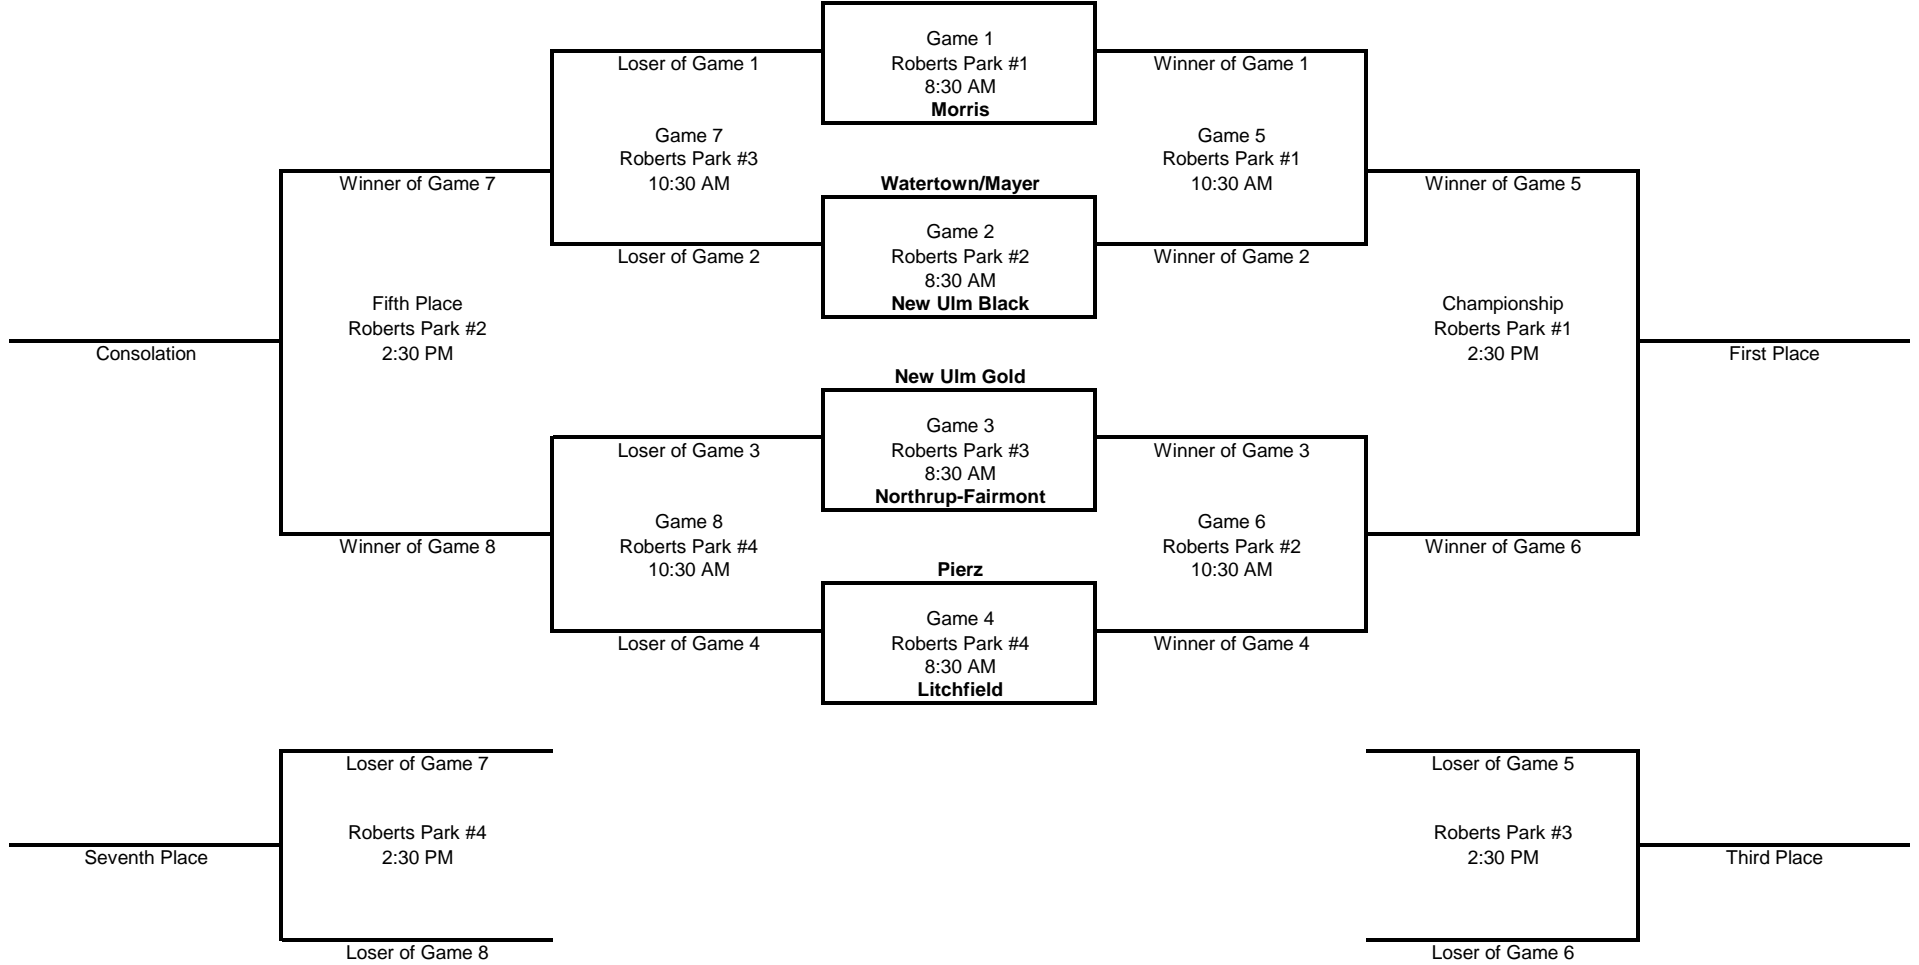 Game 1
Loser of Game 1
Roberts Park #1
Winner of Game 1
8:30 AM
Morris
Game 7
Game 5
Roberts Park #3
Roberts Park #1
Winner of Game 7
10:30 AM
Watertown/Mayer
10:30 AM
Winner of Game 5
Game 2
Loser of Game 2
Roberts Park #2
Winner of Game 2
8:30 AM
Fifth Place
New Ulm Black
Championship
Roberts Park #2
Roberts Park #1
Consolation
2:30 PM
2:30 PM
First Place
New Ulm Gold
Game 3
Loser of Game 3
Roberts Park #3
Winner of Game 3
8:30 AM
Northrup-Fairmont
Game 8
Game 6
Winner of Game 8
Roberts Park #4
Roberts Park #2
Winner of Game 6
10:30 AM
Pierz
10:30 AM
Game 4
Loser of Game 4
Roberts Park #4
Winner of Game 4
8:30 AM
Litchfield
Loser of Game 7
Loser of Game 5
Roberts Park #4
Roberts Park #3
Seventh Place
2:30 PM
2:30 PM
Third Place
Loser of Game 8
Loser of Game 6